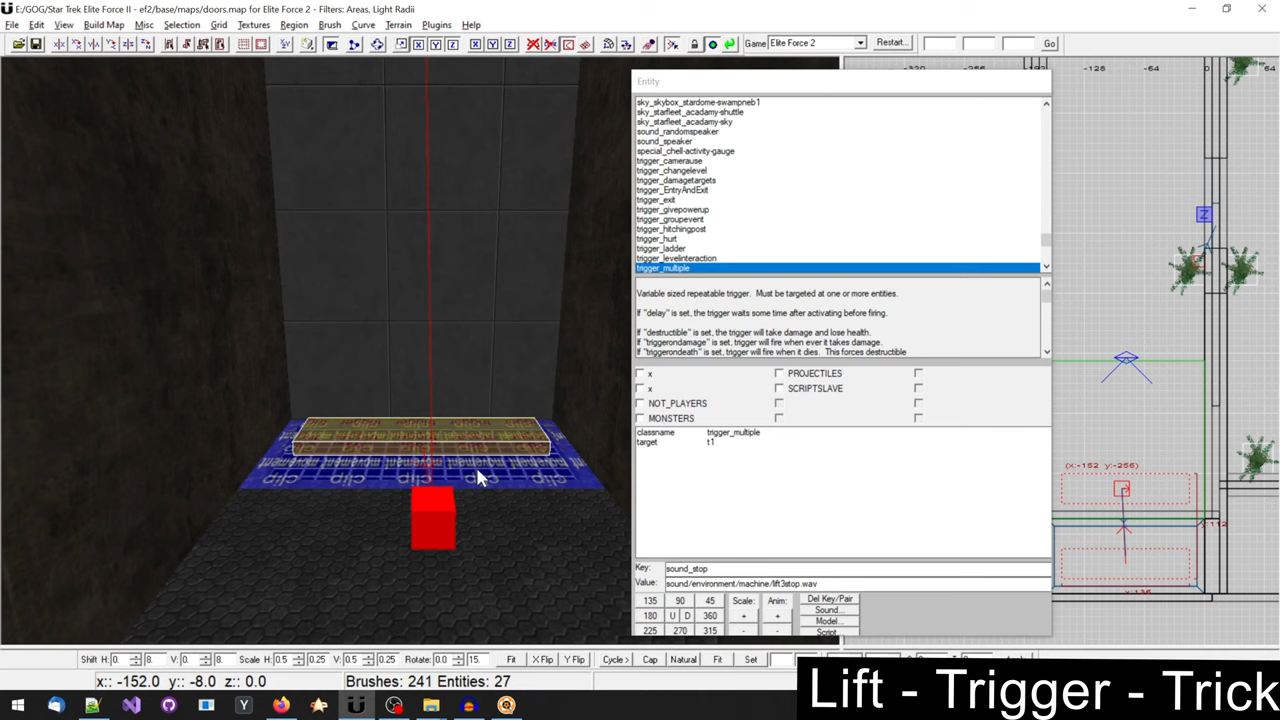 E:/GOG/Star Trek Elite Force II - ef2/base/maps/doors.map for Elite Force 2 - Filters: Areas, Light Radii
File Edit View Build Map Misc Selection Grid Textures Region Brush Curve Terrain Plugins Help
Game Elite Force 2 Restart... Go
Entity
-128 -64 0 64
sky_skybox_stardome-swampneb1
sky_starfleet_acadamy-shuttle
sky_starfleet_acadamy-sky
sound_randomspeaker
sound_speaker
special_chell-activity-gauge
trigger_camerause
trigger_changelevel
trigger_damagetargets
trigger_EntryAndExit
trigger_exit
trigger_givepowerup
trigger_groupevent
trigger_hitchingpost
trigger_hurt
trigger_ladder
trigger_levelinteraction
trigger_multiple
Z
Variable sized repeatable trigger. Must be targeted at one or more entities.
If "delay" is set, the trigger waits some time after activating before firing.
If "destructible" is set, the trigger will take damage and lose health.
If "triggerondamage" is set, trigger will fire when ever it takes damage.
If "triggerondeath" is set, trigger will fire when it dies. This forces destructible
x PROJECTILES
x SCRIPTSLAVE
NOT_PLAYERS
MONSTERS
classname trigger_multiple
target t1
(x:-152 y:-256)
clip
Key: sound_stop
Value: sound/environment/machine/lift3stop.wav
135 90 45 Scale: Anim: Del Key/Pair
180 U D 360 + + Sound...
Model...
225 270 315 - - Script...
Shift H: 0. 8. V: 0. 8. Scale H: 0.5 0.25 V: 0.5 0.25 Rotate: 0.0 15. Fit X Flip Y Flip Cycle> Cap Natural Fit Set
x:: -152.0 y:: -8.0 z:: 0.0 Brushes: 241 Entities: 27
Lift - Trigger - Trick